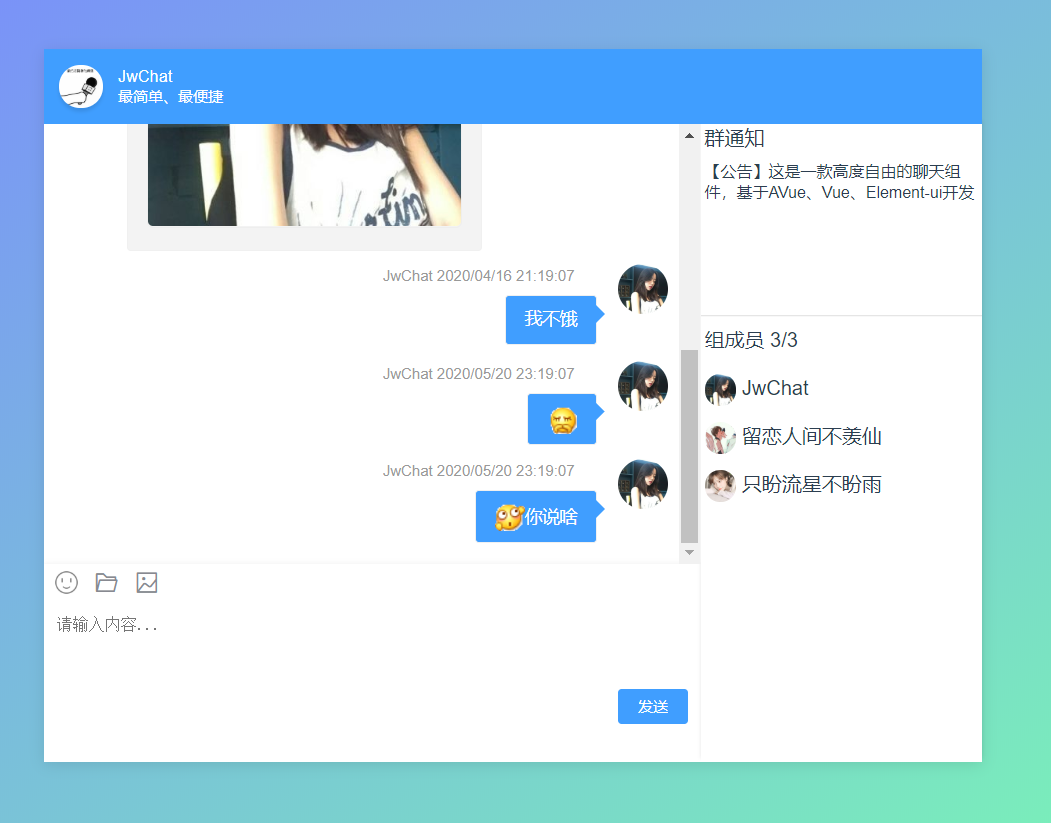 JwChat
最简单、最便捷
JwChat 2020/04/16 21:19:07
我不饿
JwChat 2020/05/20 23:19:07
JwChat 2020/05/20 23:19:07
你说啥
请输入内容...
发送
群通知
【公告】这是一款高度自由的聊天组
件，基于AVue、Vue、Element-ui开发
组成员 3/3
JwChat
留恋人间不羡仙
只盼流星不盼雨